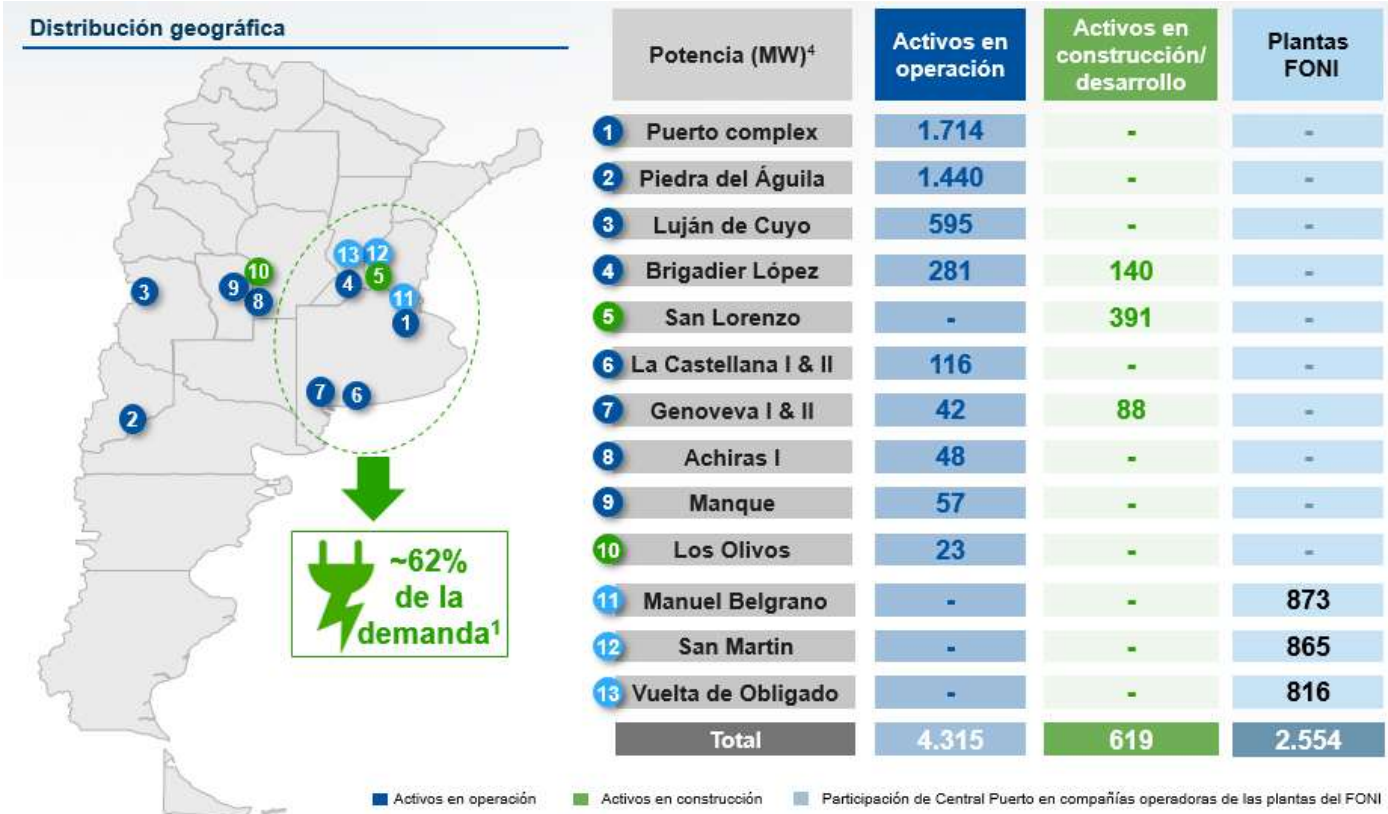 Distribución geográfica
13
12
10
5
3
9
4
8
11
1
7
6
2
~62%
de la
demanda¹
Potencia (MW)⁴
Activos en
operación
Activos en
construcción/
desarrollo
Plantas
FONI
1 Puerto complex 1.714 - -
2 Piedra del Águila 1.440 - -
3 Luján de Cuyo 595 - -
4 Brigadier López 281 140 -
5 San Lorenzo - 391 -
6 La Castellana I & II 116 - -
7 Genoveva I & II 42 88 -
8 Achiras I 48 - -
9 Manque 57 - -
10 Los Olivos 23 - -
11 Manuel Belgrano - - 873
12 San Martin - - 865
13 Vuelta de Obligado - - 816
Total 4.315 619 2.554
Activos en operación Activos en construcción Participación de Central Puerto en compañías operadoras de las plantas del FONI